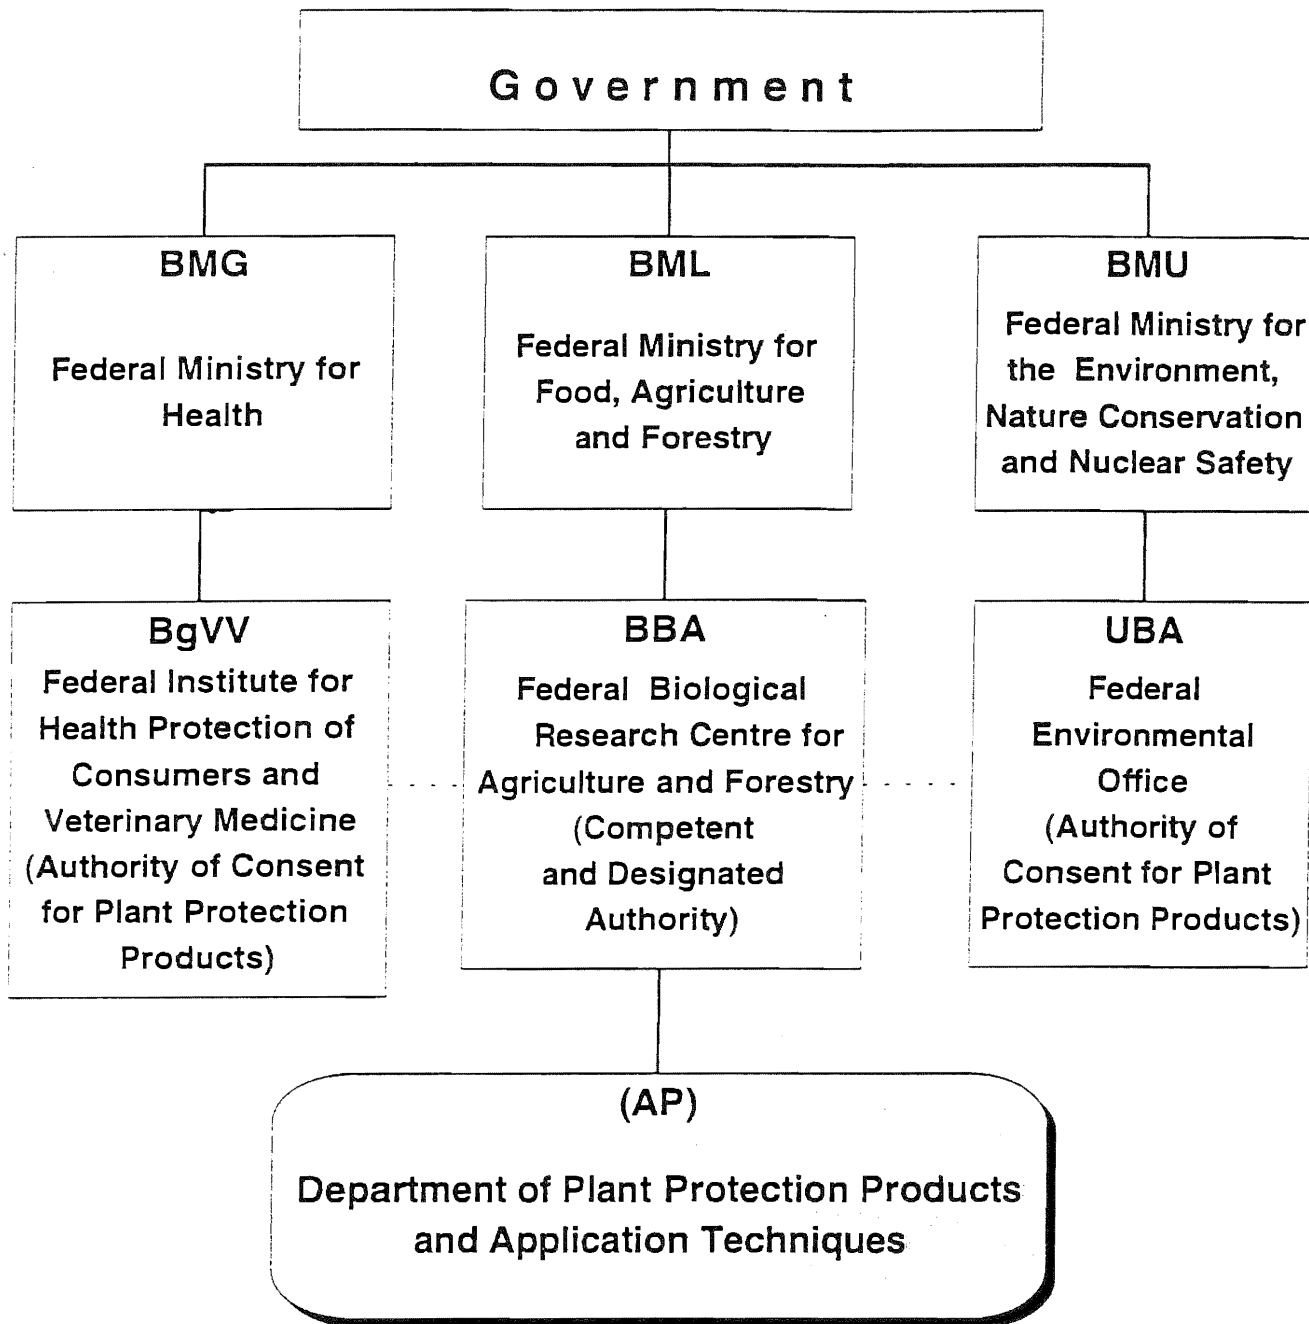 Government
BMG
Federal Ministry for
Health
BML
Federal Ministry for
Food, Agriculture
and Forestry
BMU
Federal Ministry for
the Environment,
Nature Conservation
and Nuclear Safety
BgVV
Federal Institute for
Health Protection of
Consumers and
Veterinary Medicine
(Authority of Consent
for Plant Protection
Products)
BBA
Federal Biological
Research Centre for
Agriculture and Forestry
(Competent
and Designated
Authority)
UBA
Federal
Environmental
Office
(Authority of
Consent for Plant
Protection Products)
(AP)
Department of Plant Protection Products
and Application Techniques